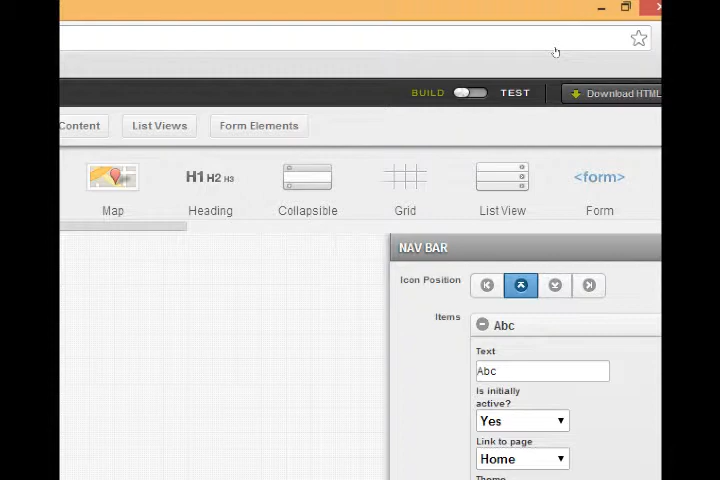 BUILD TEST Download HTML
Content List Views Form Elements
H1 H2 H3 <form>
Map Heading Collapsible Grid List View Form
NAV BAR
Icon Position
Items
Abc
Text
Abc
Is initially
active?
Yes
Link to page
Home
Theme